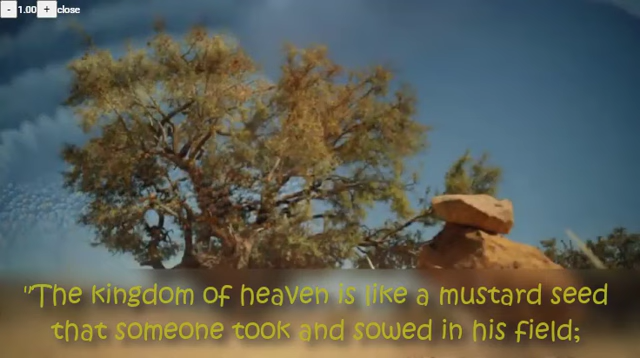 - 1.00 + close
"The kingdom of heaven is like a mustard seed
that someone took and sowed in his field;